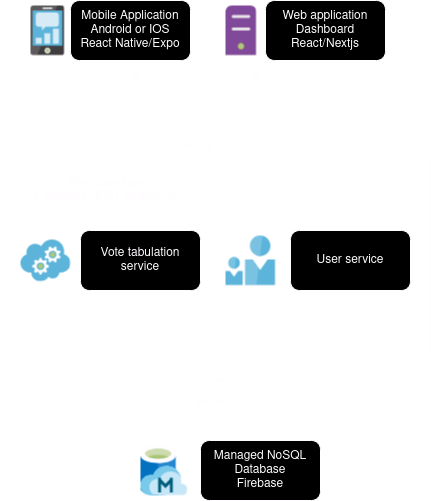 Mobile Application
Android or IOS
React Native/Expo
Web application
Dashboard
React/Nextjs
Vote tabulation
service
User service
M
Managed NoSQL
Database
Firebase